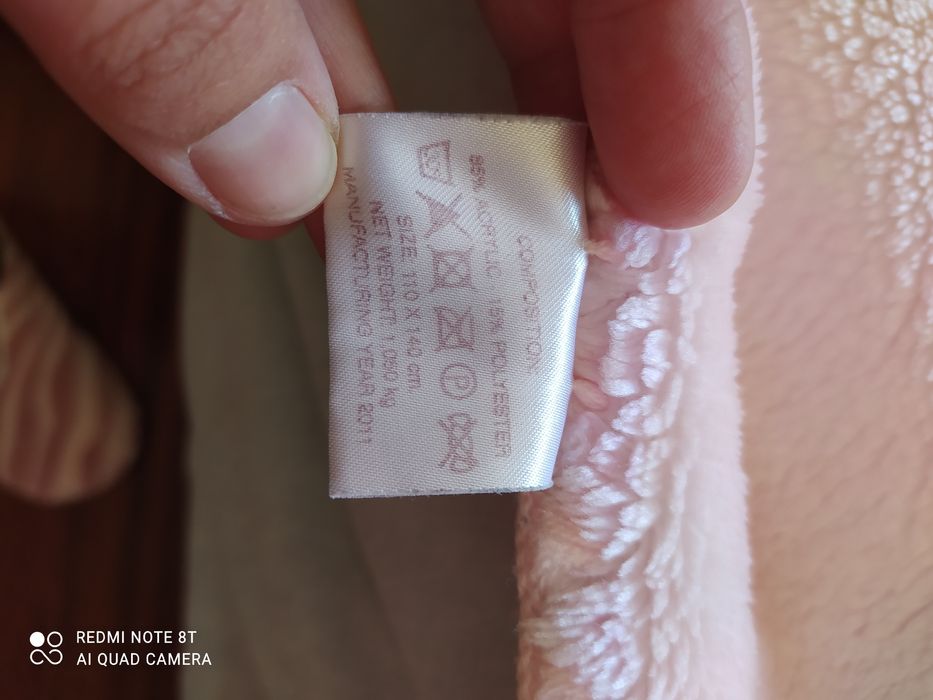 COMPOSITION
85% ACRYLIC - 15% POLYESTER
P
SIZE 110 X 140 cm.
NET WEIGHT: 1.050 kg
MANUFACTURING YEAR 2011
REDMI NOTE 8T
AI QUAD CAMERA